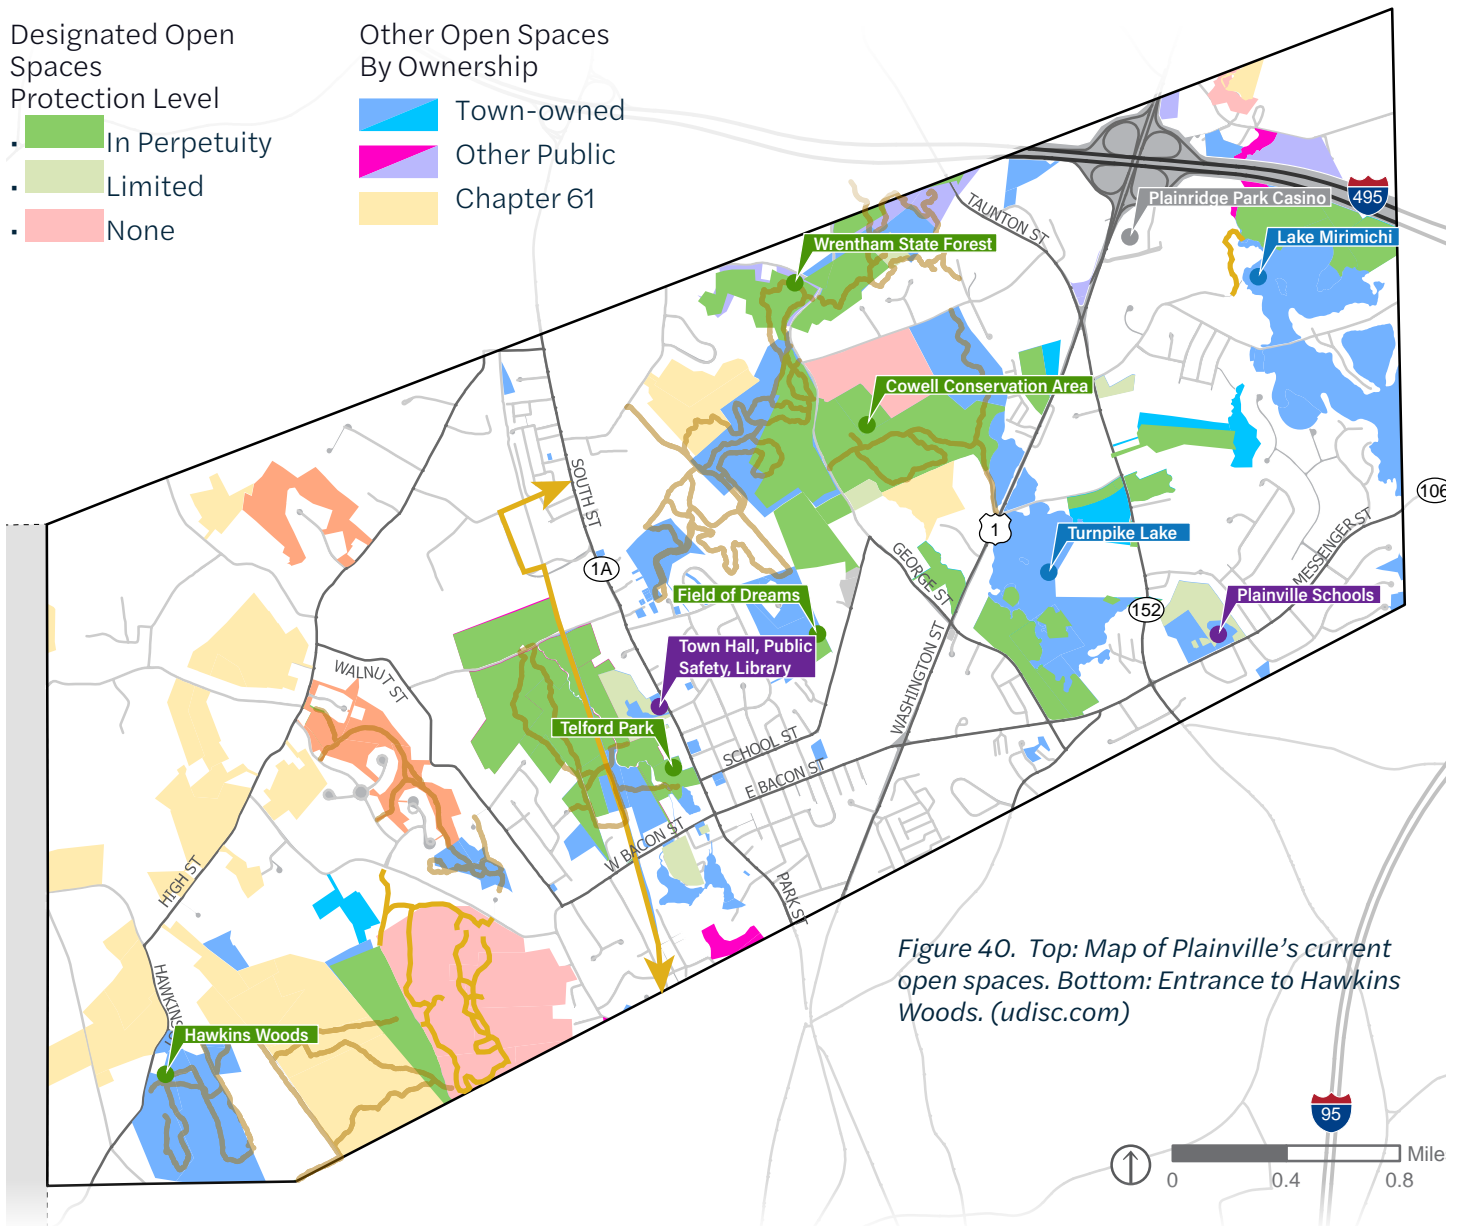 Designated Open
Spaces
Protection Level
In Perpetuity
Limited
None
Other Open Spaces
By Ownership
Town-owned
Other Public
Chapter 61
TAUNTON ST
Plainridge Park Casino
495
Lake Mirimichi
Wrentham State Forest
Cowell Conservation Area
SOUTH ST
1A
1
106
Turnpike Lake
MESSENGER ST
GEORGE ST
152
Plainville Schools
Field of Dreams
Town Hall, Public
Safety, Library
WASHINGTON ST
WALNUT ST
Telford Park
SCHOOL ST
E BACON ST
W BACON ST
HIGH ST
PARK ST
HAWKINS
Hawkins Woods
Figure 40. Top: Map of Plainville's current
open spaces. Bottom: Entrance to Hawkins
Woods. (udisc.com)
95
Mile
0 0.4 0.8